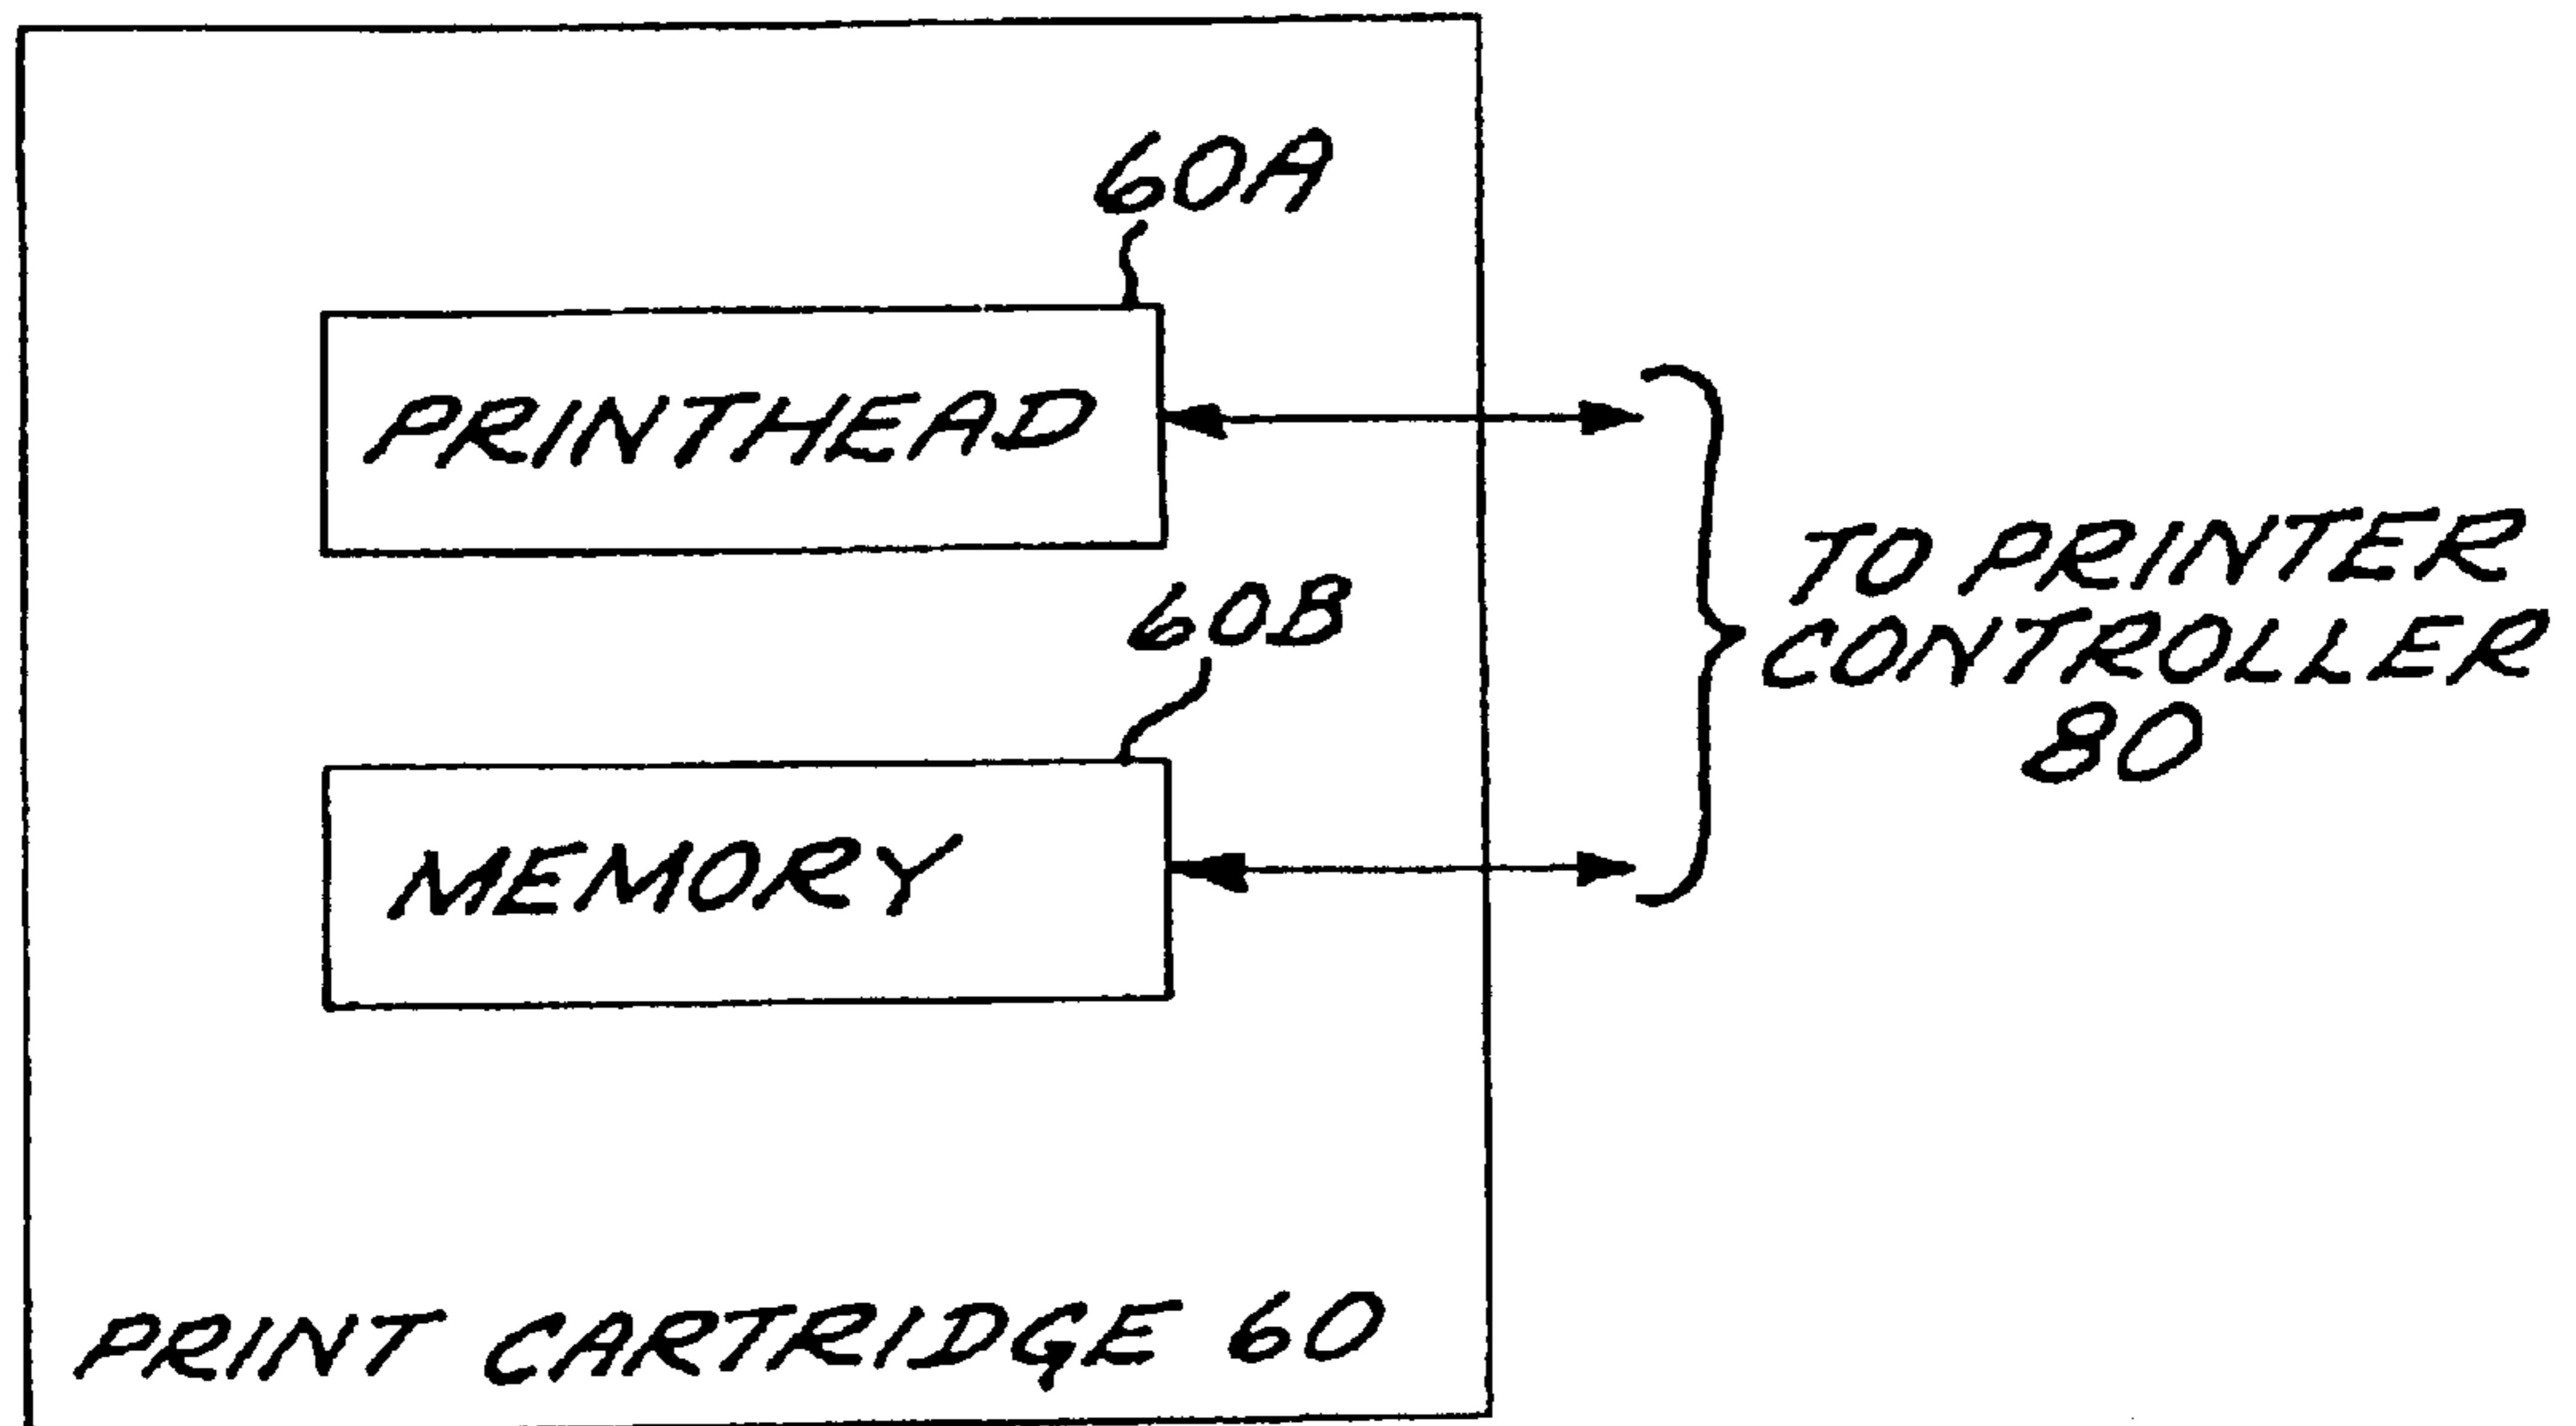 60A
PRINTHEAD
60B
MEMORY
TO PRINTER
CONTROLLER
80
PRINT CARTRIDGE 60